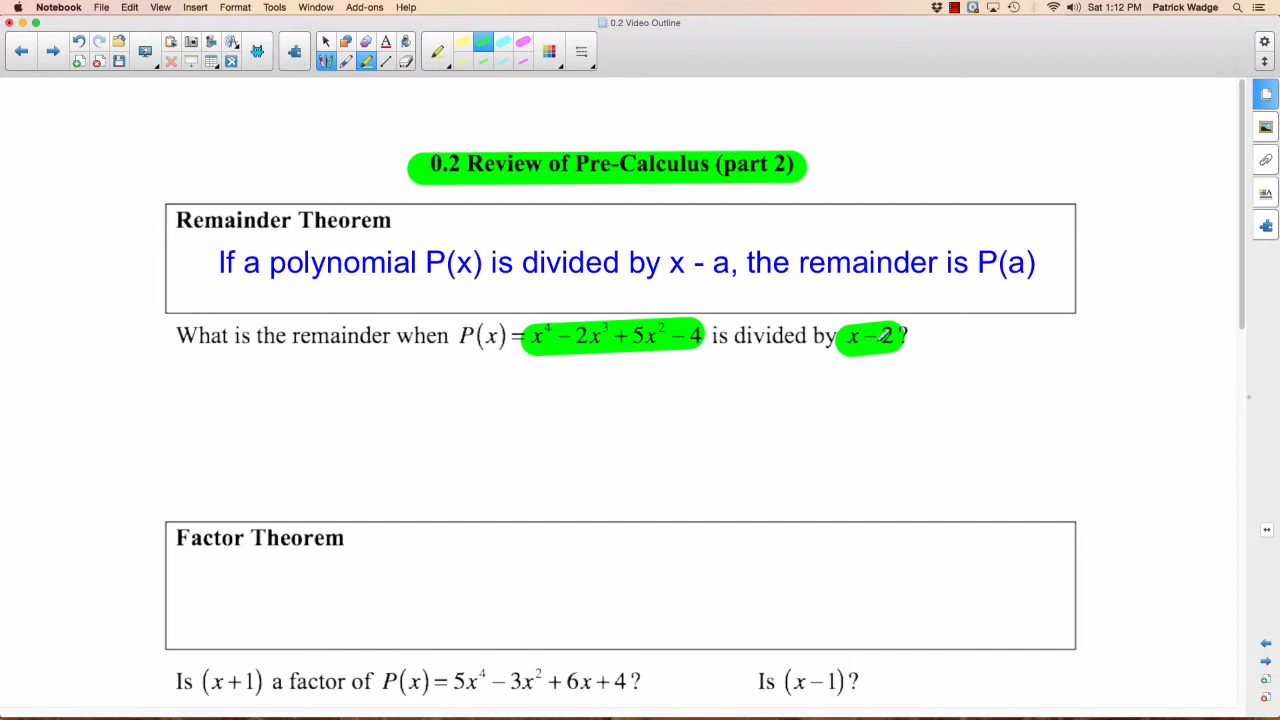 Notebook File Edit View Insert Format Tools Window Add-ons Help Sat 1:12 PM Patrick Wadge
0.2 Video Outline
0.2 Review of Pre-Calculus (part 2)
Remainder Theorem
If a polynomial P(x) is divided by x - a, the remainder is P(a)
What is the remainder when P(x) = x⁴ − 2x³ + 5x² − 4 is divided by x − 2?
Factor Theorem
Is (x+1) a factor of P(x) = 5x⁴ − 3x² + 6x + 4? Is (x−1)?